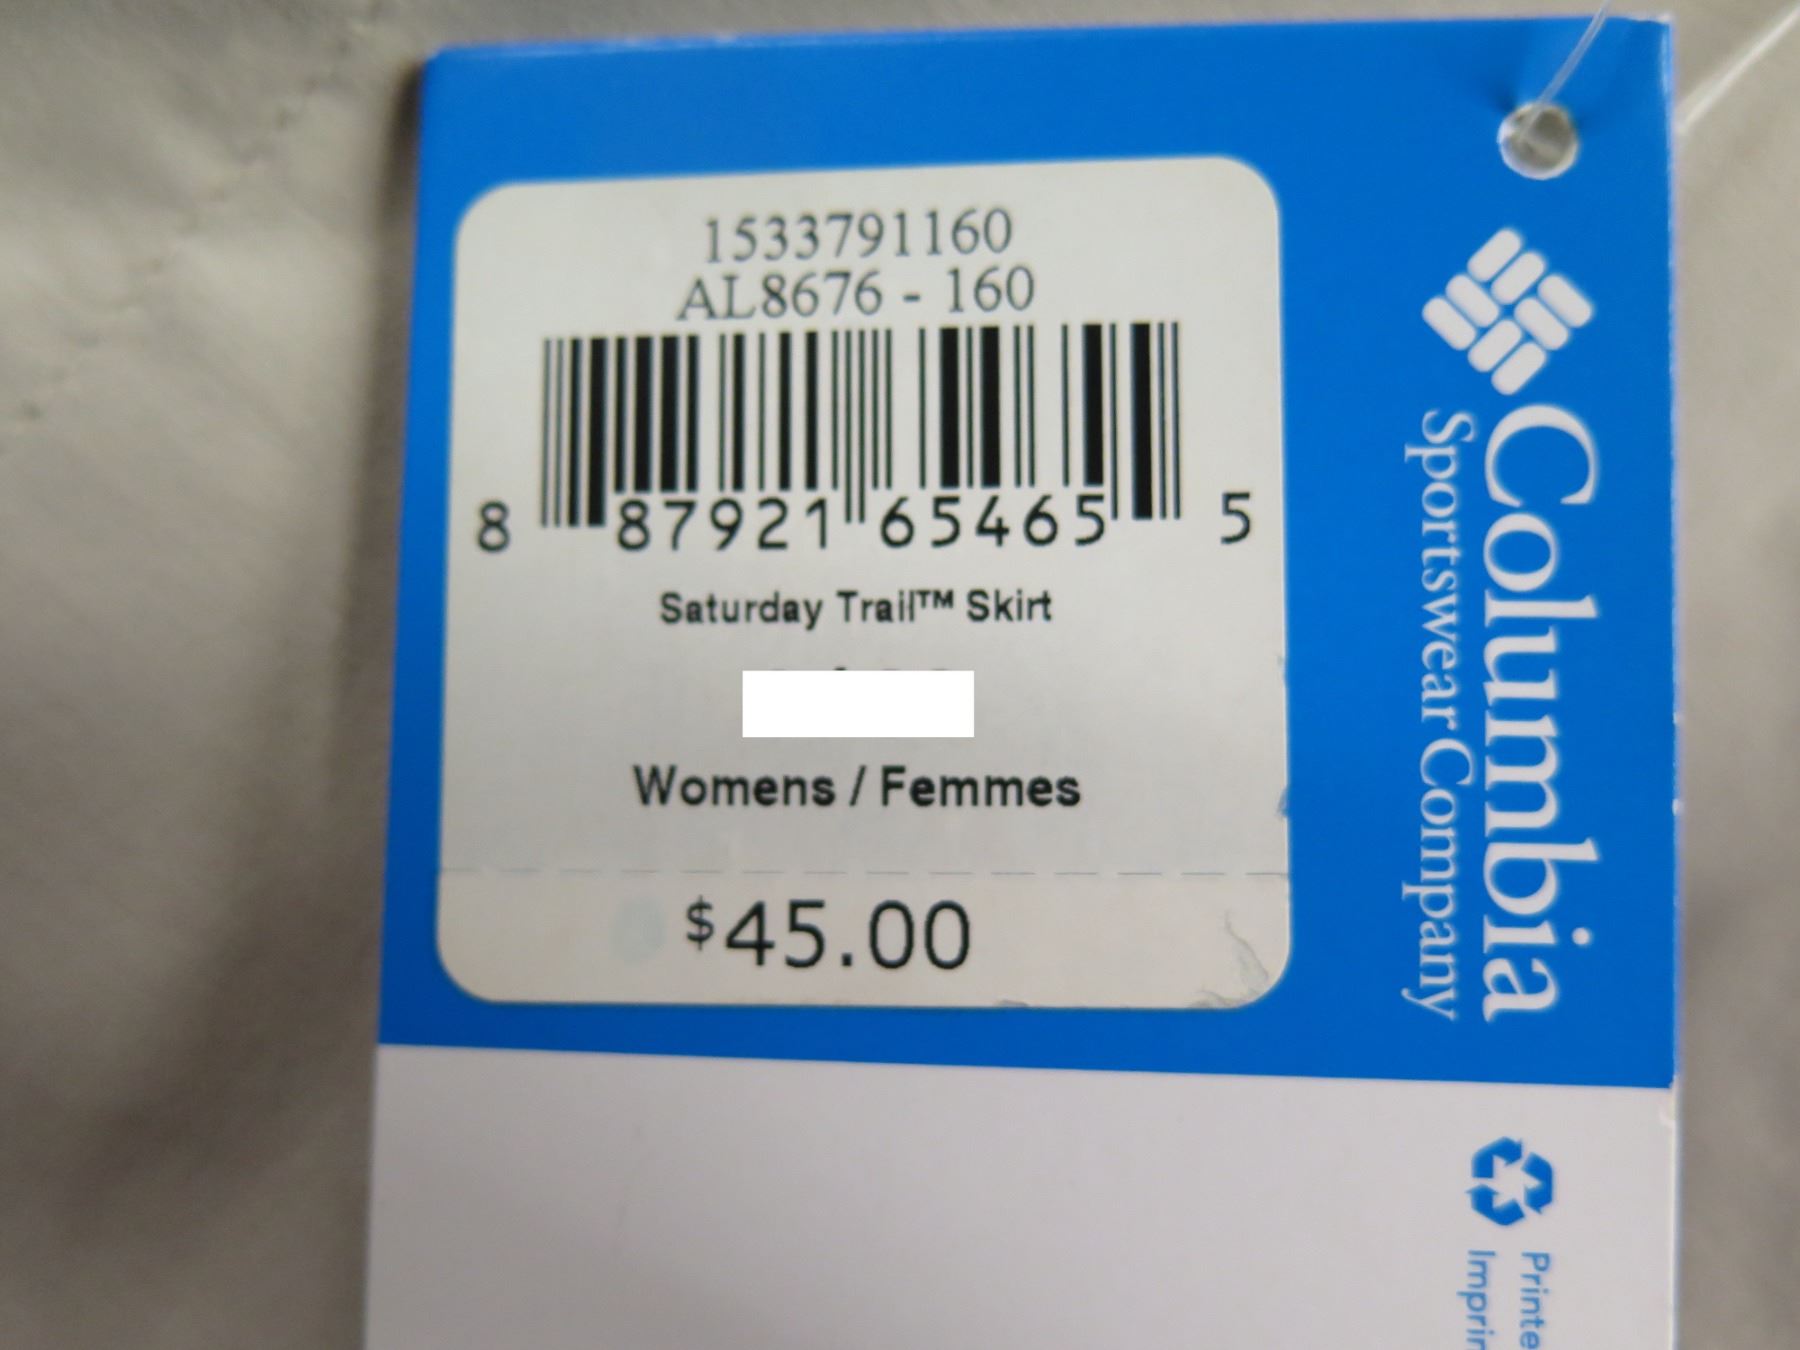 1533791160
AL8676 - 160
8 87921 65465 5
Saturday Trail™ Skirt
Womens / Femmes
$45.00
Columbia
Sportswear Company